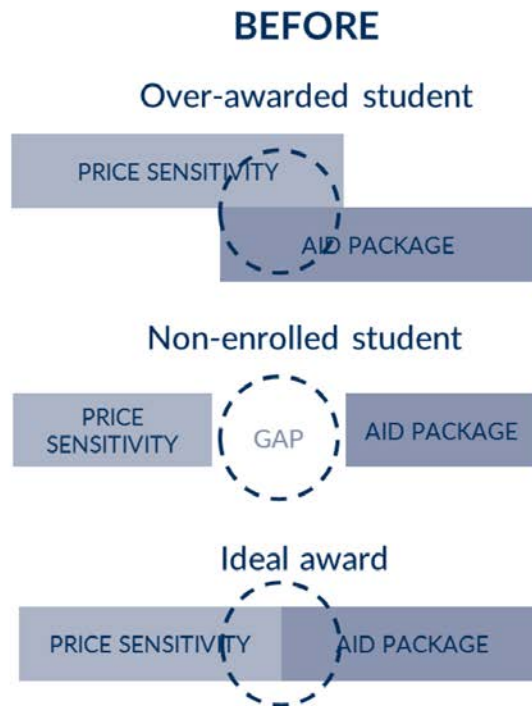 BEFORE
Over-awarded student
PRICE SENSITIVITY
AID PACKAGE
Non-enrolled student
PRICE
SENSITIVITY
GAP
AID PACKAGE
Ideal award
PRICE SENSITIVITY
AID PACKAGE